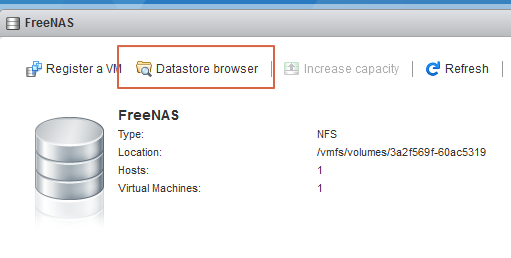 FreeNAS
Register a VM Datastore browser Increase capacity Refresh
FreeNAS
Type: NFS
Location: /vmfs/volumes/3a2f569f-60ac5319
Hosts: 1
Virtual Machines: 1